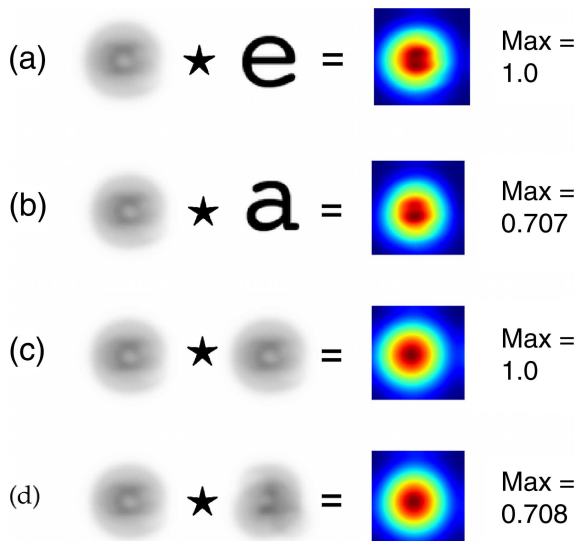 (a) ★ e = Max =
1.0
(b) ★ a = Max =
0.707
(c) ★ = Max =
1.0
(d) ★ = Max =
0.708